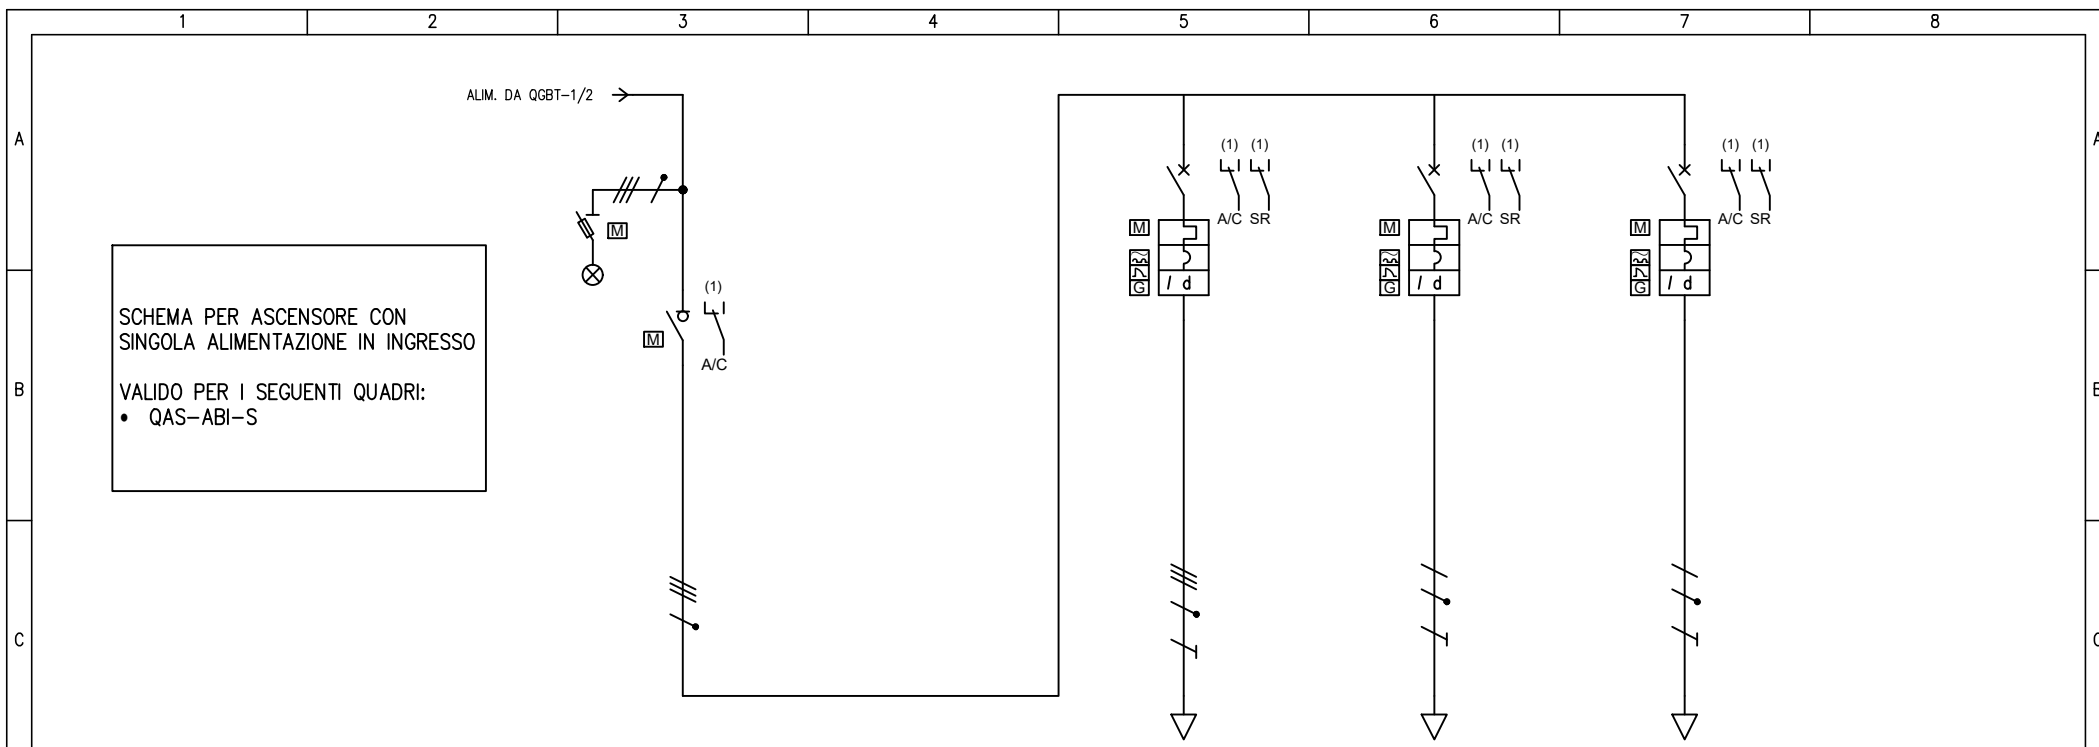 1 2 3 4 5 6 7 8
ALIM. DA QGBT-1/2
A A
(1) (1) (1) (1) (1) (1)
A/C SR A/C SR A/C SR
M M M M
G G G
I d I d I d
(1)
M
A/C
SCHEMA PER ASCENSORE CON
SINGOLA ALIMENTAZIONE IN INGRESSO
VALIDO PER I SEGUENTI QUADRI:
• QAS-ABI-S
B B
C C